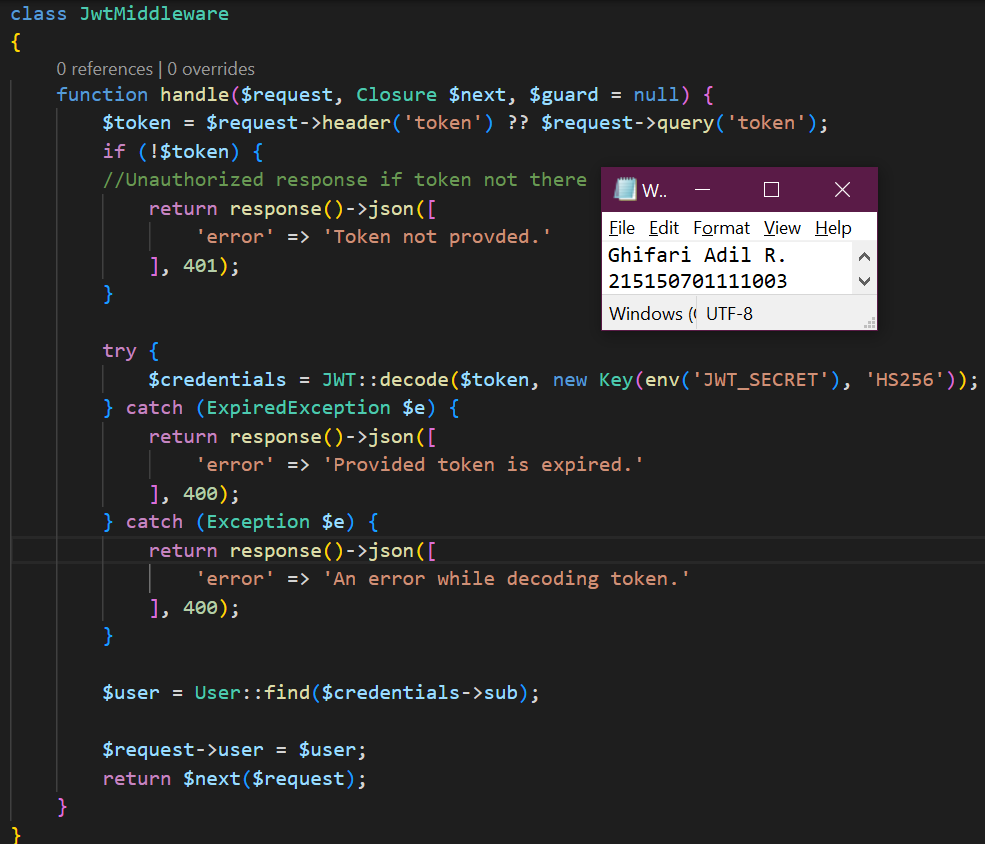 class JwtMiddleware
{
0 references | 0 overrides
function handle($request, Closure $next, $guard = null) {
$token = $request->header('token') ?? $request->query('token');
if (!$token) {
//Unauthorized response if token not there
return response()->json([
'error' => 'Token not provded.'
], 401);
}
W..
File Edit Format View Help
Ghifari Adil R.
215150701111003
Windows (
UTF-8
try {
$credentials = JWT::decode($token, new Key(env('JWT_SECRET'), 'HS256'));
} catch (ExpiredException $e) {
return response()->json([
'error' => 'Provided token is expired.'
], 400);
} catch (Exception $e) {
return response()->json([
'error' => 'An error while decoding token.'
], 400);
}
$user = User::find($credentials->sub);
$request->user = $user;
return $next($request);
}
}